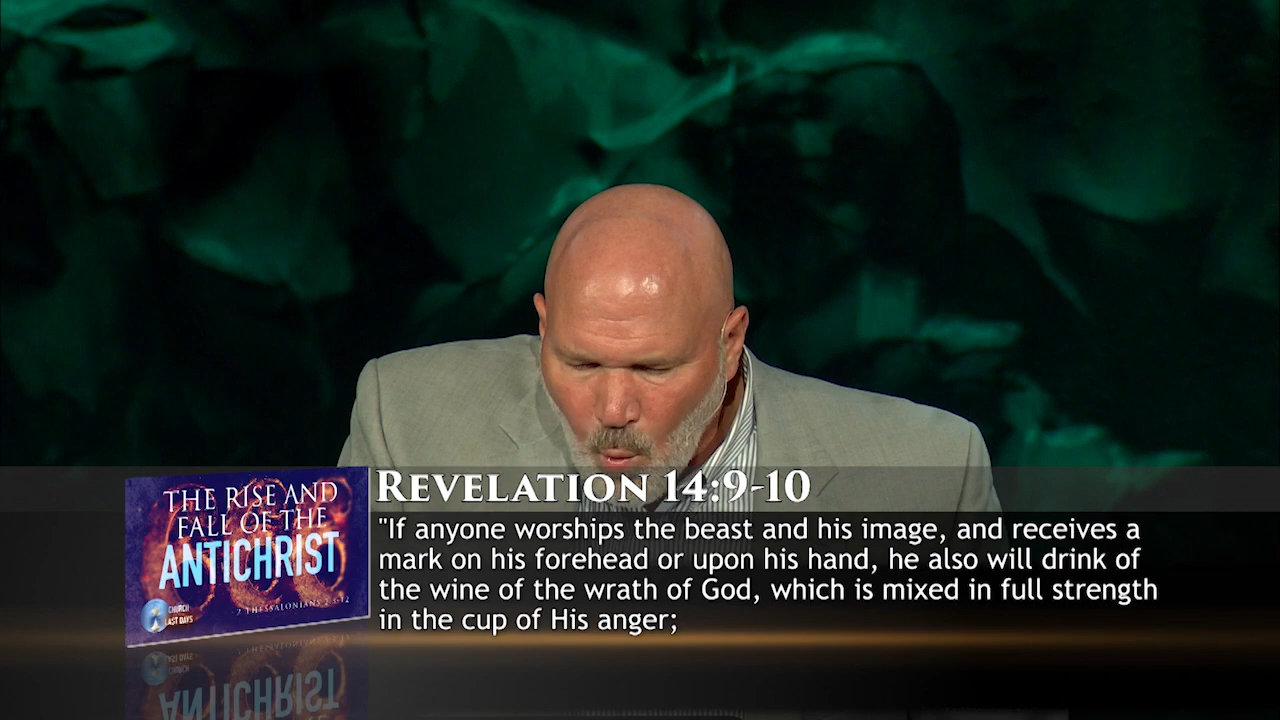 REVELATION 14:9-10
"If anyone worships the beast and his image, and receives a
mark on his forehead or upon his hand, he also will drink of
the wine of the wrath of God, which is mixed in full strength
in the cup of His anger;
THE RISE AND
FALL OF THE
ANTICHRIST
2 THESSALONIANS 2:3-12
CHURCH
LAST DAYS